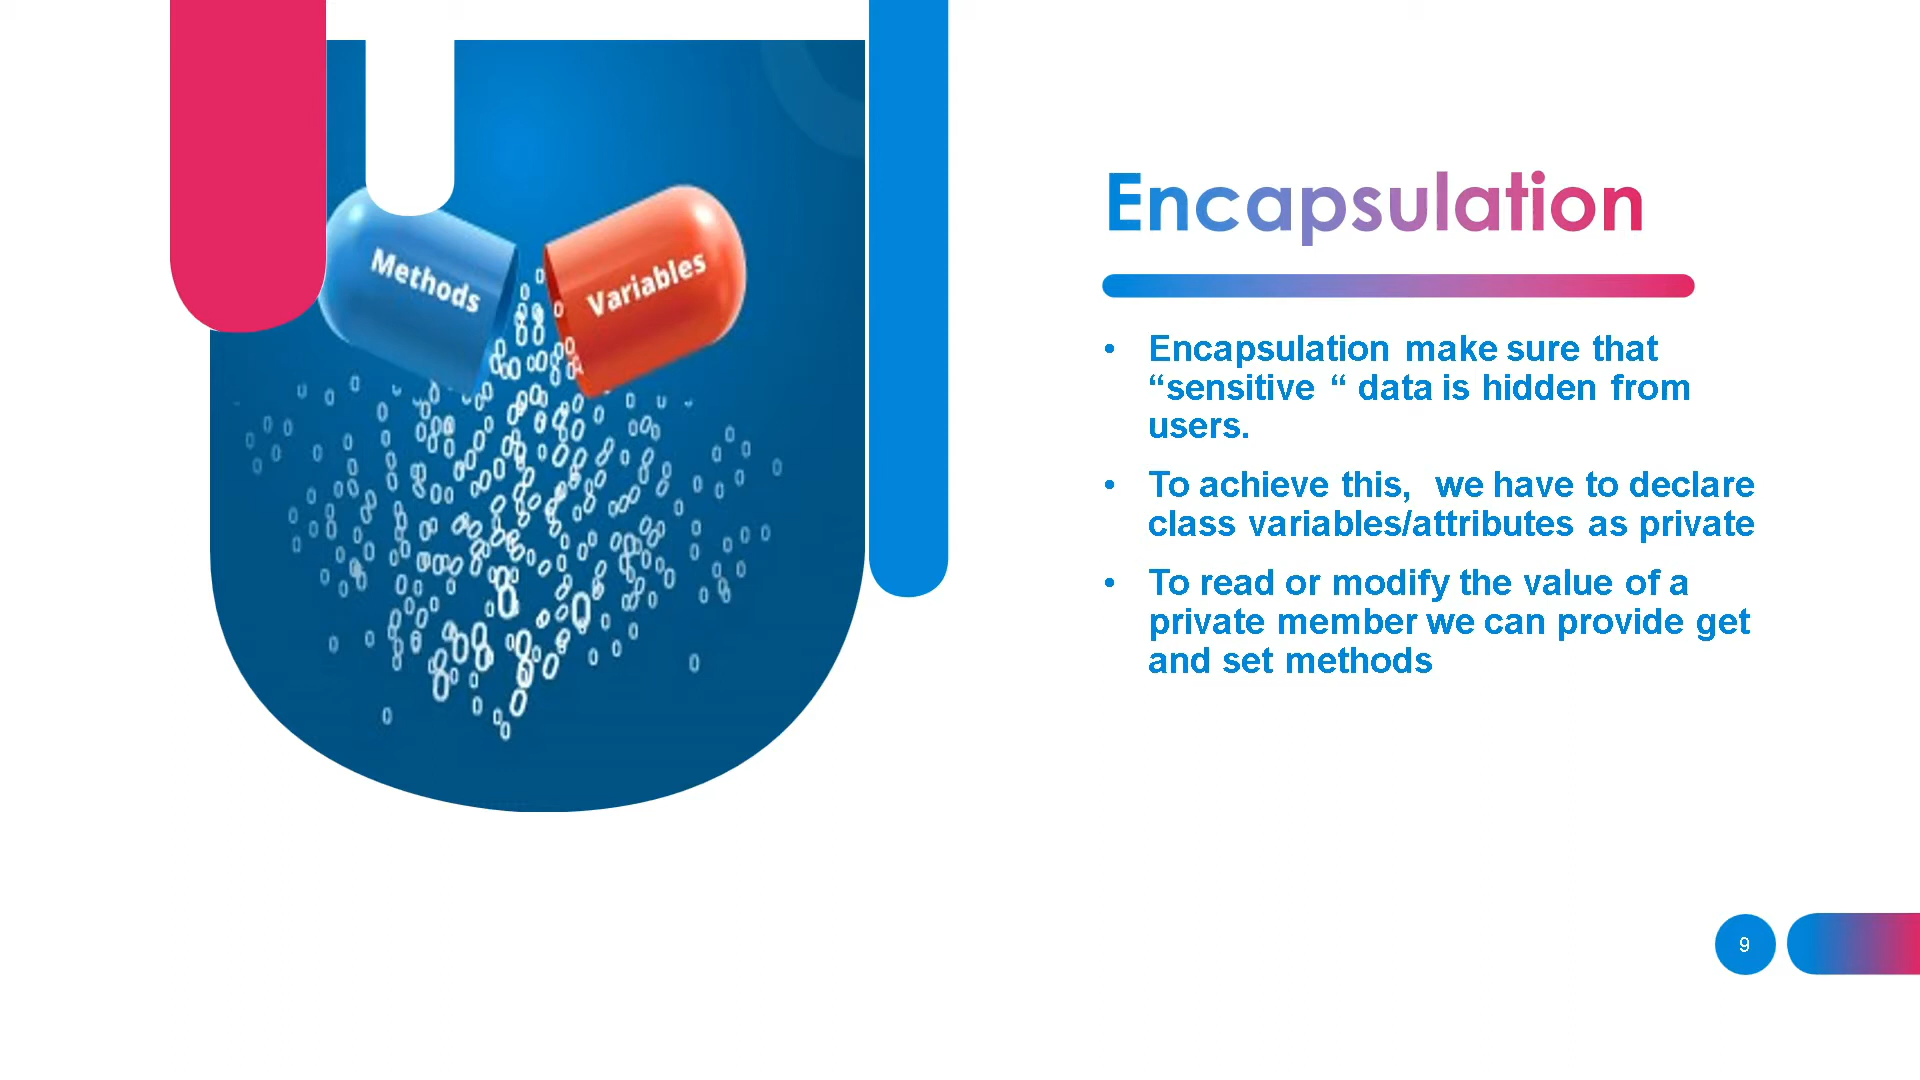 Methods
Variables
Encapsulation
• Encapsulation make sure that
“sensitive “ data is hidden from
users.
• To achieve this, we have to declare
class variables/attributes as private
• To read or modify the value of a
private member we can provide get
and set methods
9